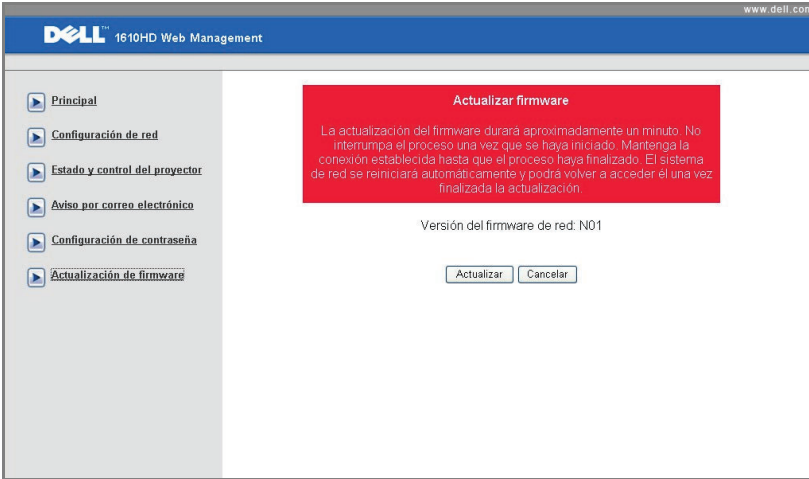 www.dell.com
DELL™ 1610HD Web Management
Principal
Configuración de red
Estado y control del proyector
Aviso por correo electrónico
Configuración de contraseña
Actualización de firmware
Actualizar firmware
La actualización del firmware durará aproximadamente un minuto. No
interrumpa el proceso una vez que se haya iniciado. Mantenga la
conexión establecida hasta que el proceso haya finalizado. El sistema
de red se reiniciará automáticamente y podrá volver a acceder él una vez
finalizada la actualización.
Versión del firmware de red: N01
Actualizar Cancelar